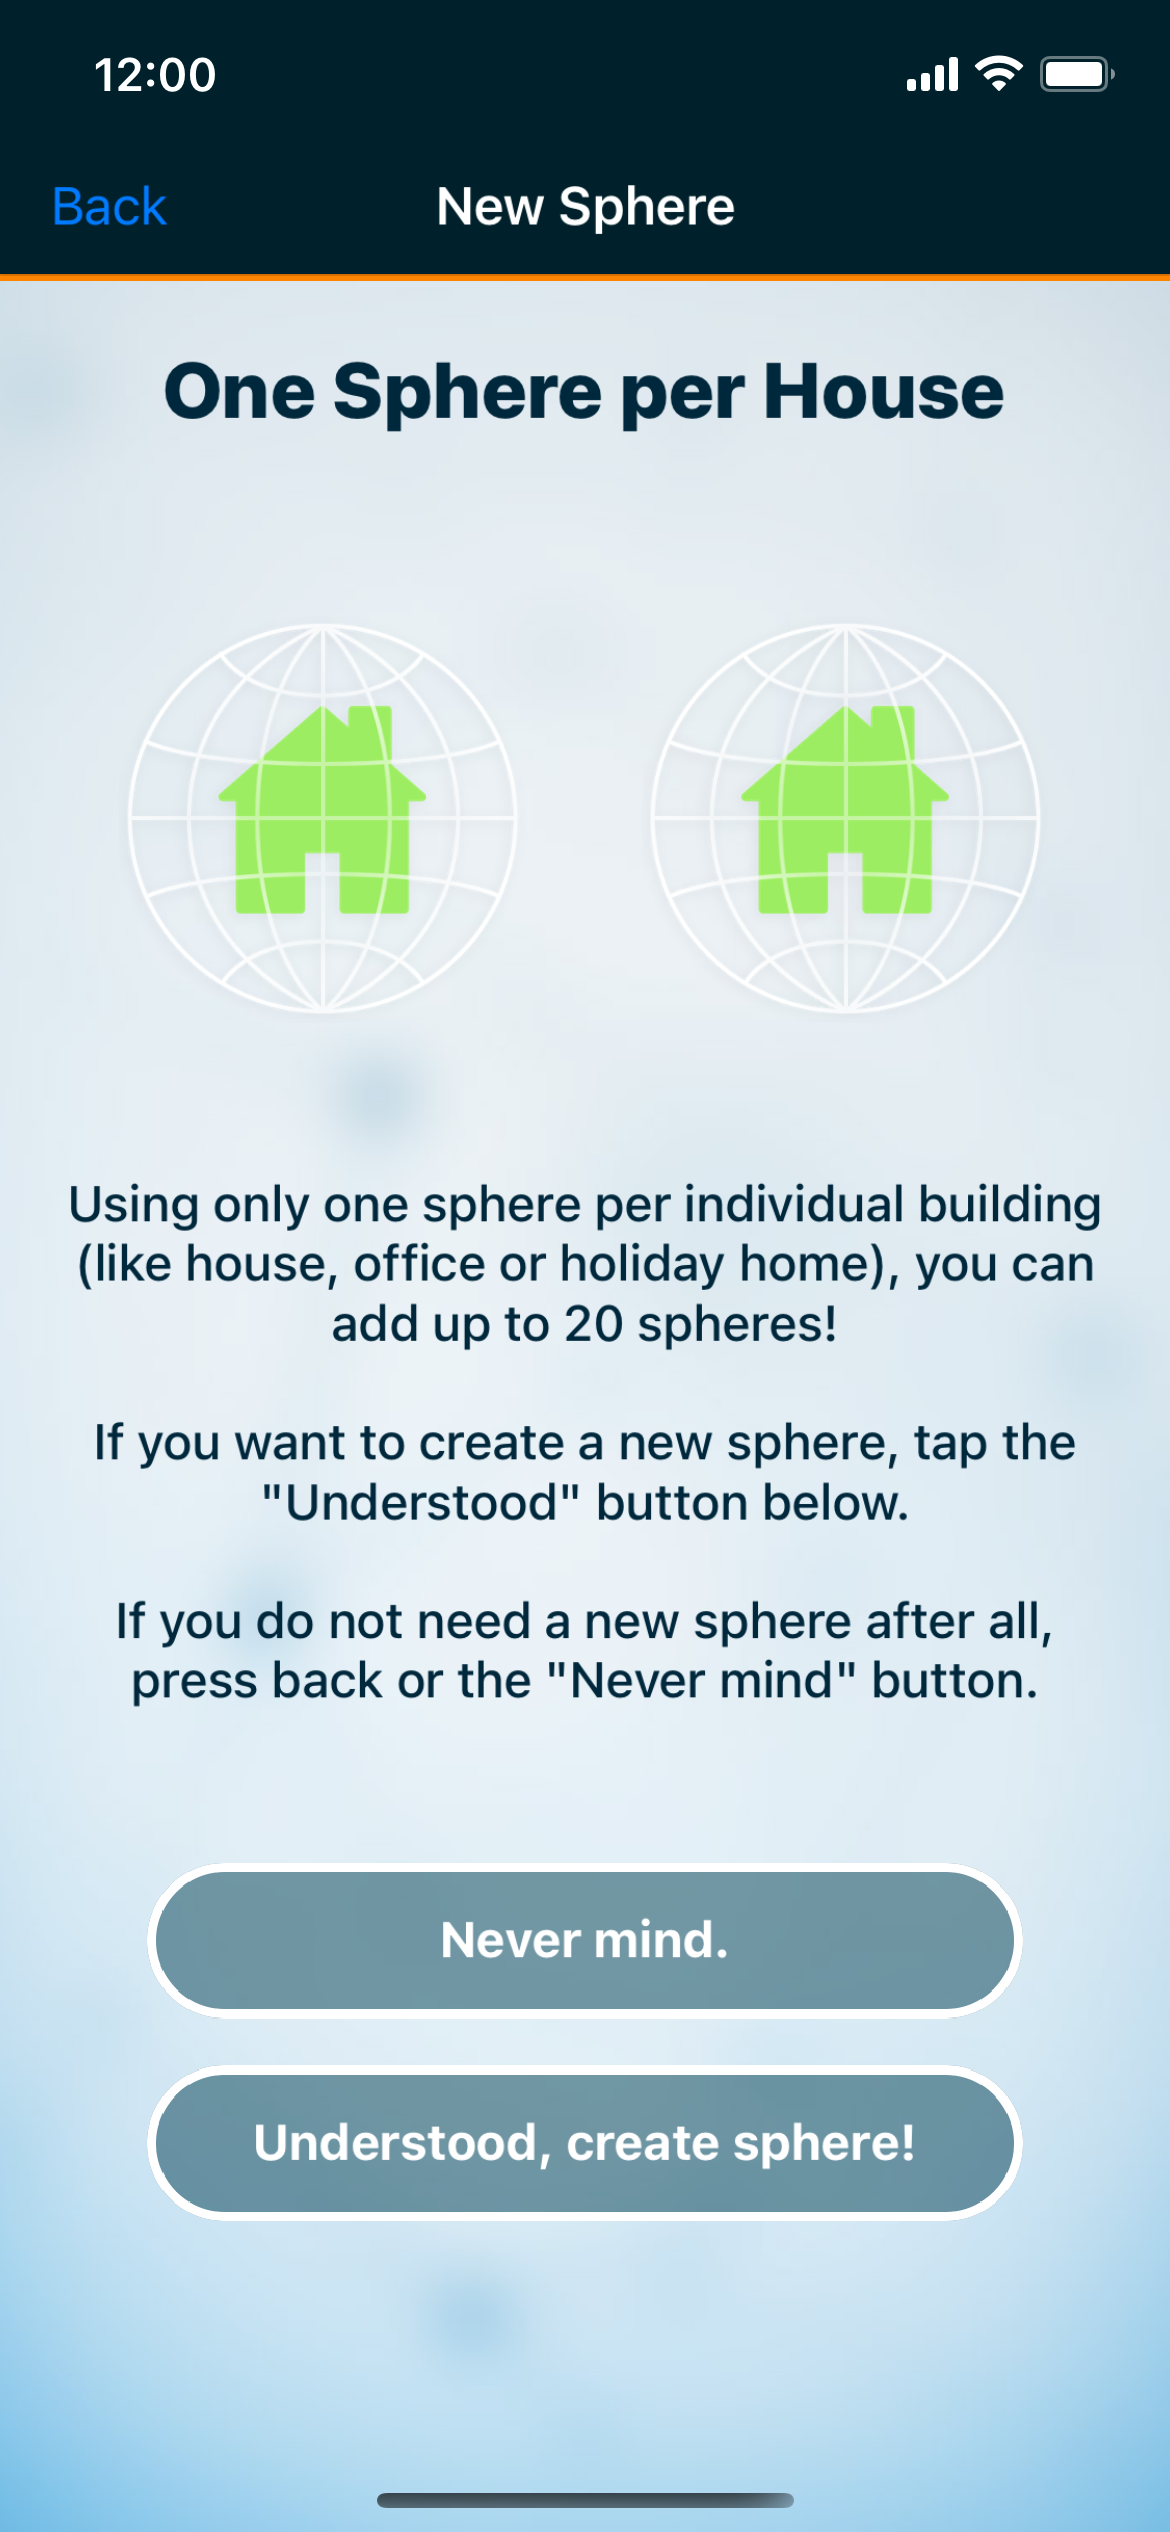 12:00
Back
New Sphere
One Sphere per House
Using only one sphere per individual building
(like house, office or holiday home), you can
add up to 20 spheres!
If you want to create a new sphere, tap the
"Understood" button below.
If you do not need a new sphere after all,
press back or the "Never mind" button.
Never mind.
Understood, create sphere!